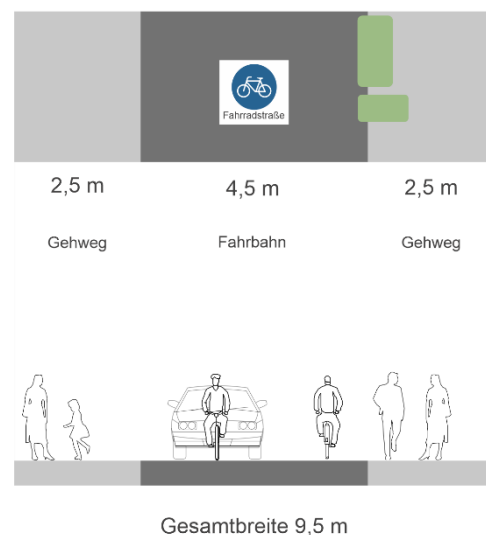 Fahrradstraße
2,5 m
4,5 m
2,5 m
Gehweg
Fahrbahn
Gehweg
Gesamtbreite 9,5 m